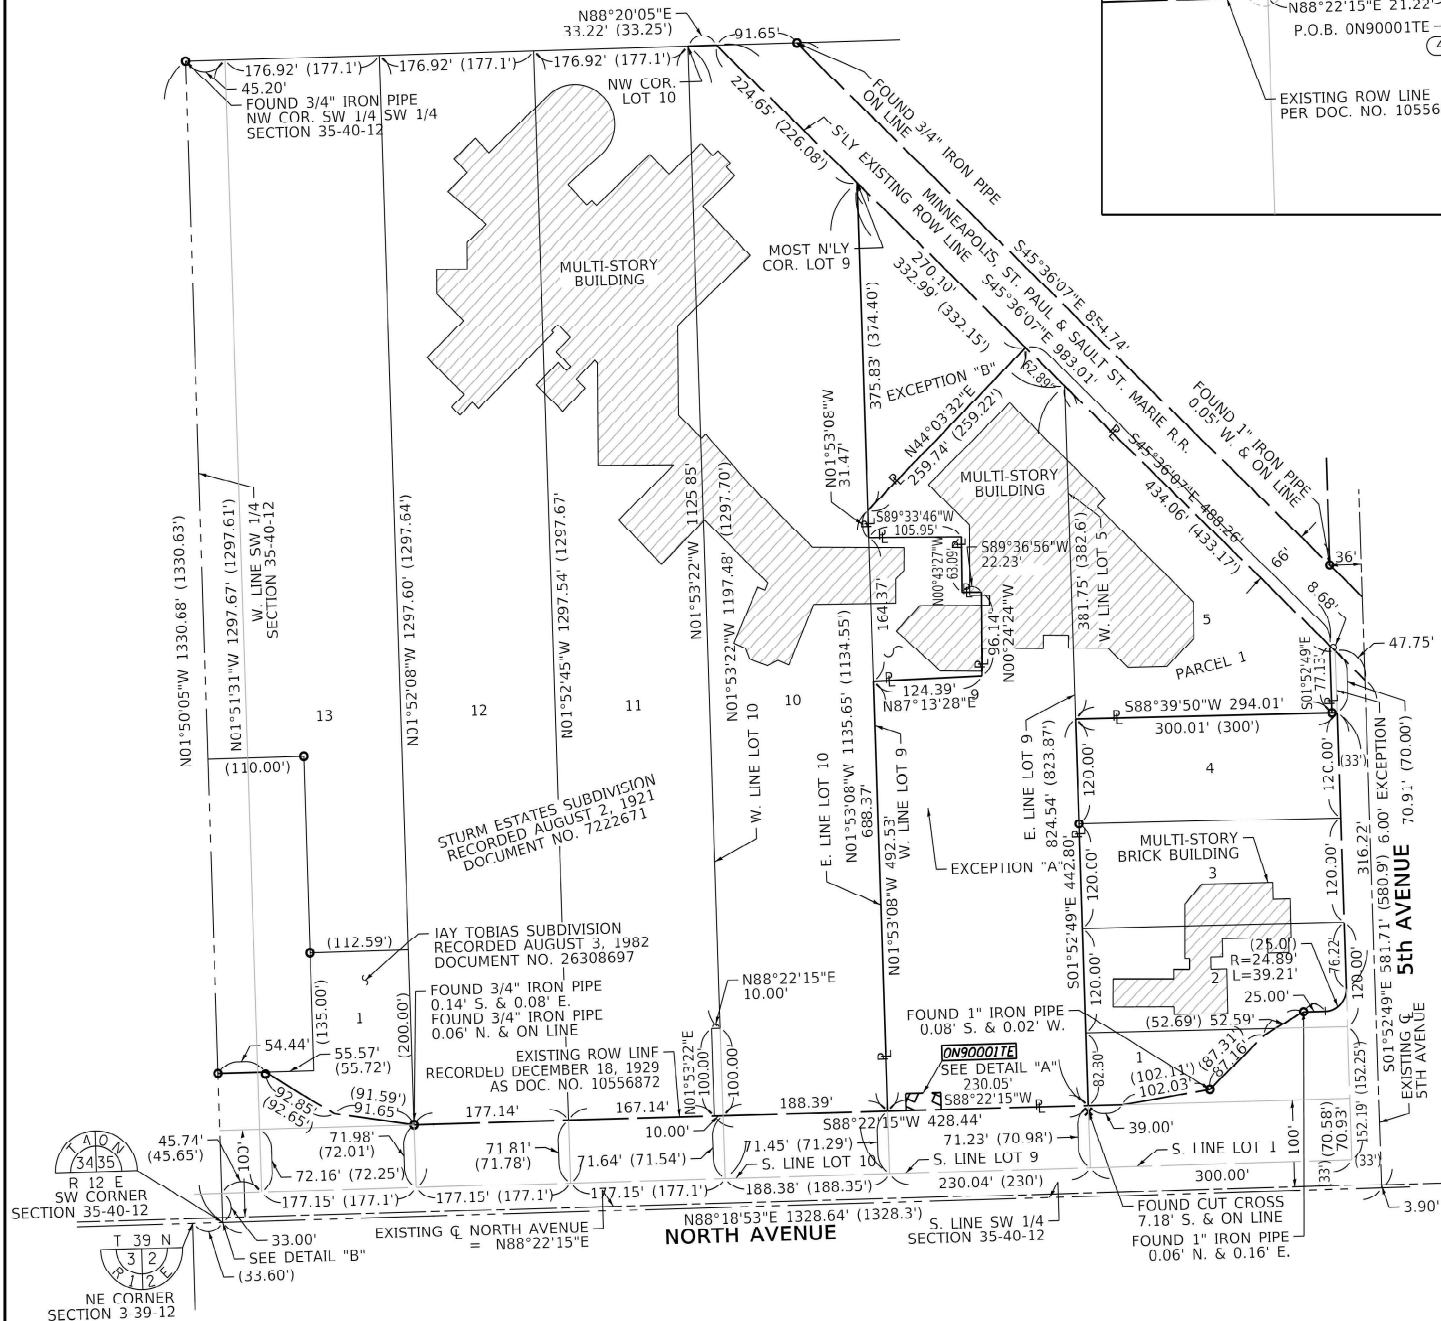 N88°20'05"E
33.22' (33.25')
91.65'
N88°22'15"E 21.22'
P.O.B. 0N90001TE
EXISTING ROW LINE
PER DOC. NO. 10556
176.92' (177.1')
176.92' (177.1')
176.92' (177.1')
45.20'
FOUND 3/4" IRON PIPE
NW COR. SW 1/4 SW 1/4
SECTION 35-40-12
NW COR.
LOT 10
224.65' (226.08')
FOUND 3/4" IRON PIPE
ON LINE
S'LY EXISTING ROW LINE
MINNEAPOLIS, ST. PAUL & SAULT ST. MARIE R.R.
S45°36'07"E 854.74'
S45°36'07"E 983.01'
MOST N'LY
COR. LOT 9
270.10'
332.99' (332.15')
MULTI-STORY
BUILDING
375.83' (374.40')
EXCEPTION "B"
62.89'
N44°03'32"E
259.74' (259.22')
N01°53'08"W
31.47'
MULTI-STORY
BUILDING
S45°36'07"E 488.26'
434.06' (433.17')
FOUND 1" IRON PIPE
0.05' W. & ON LINE
66'
36'
8.68'
47.75'
S89°33'46"W
105.95'
S89°36'56"W
22.23'
N00°43'27"W
63.09'
96.14'
N00°24'24"W
164.37'
124.39'
N87°13'28"E
381.75' (382.6')
W. LINE LOT 5
5
PARCEL 1
S01°52'49"E
77.13'
S88°39'50"W 294.01'
300.01' (300')
N01°50'05"W 1330.68' (1330.63')
N01°51'31"W 1297.67' (1297.61')
W. LINE SW 1/4
SECTION 35-40-12
N01°52'08"W 1297.60' (1297.64')
N01°52'45"W 1297.54' (1297.67')
N01°53'22"W 1125.85'
N01°53'22"W 1197.48' (1297.70')
W. LINE LOT 10
13
12
11
10
9
(110.00')
STURM ESTATES SUBDIVISION
RECORDED AUGUST 2, 1921
DOCUMENT NO. 7222671
E. LINE LOT 10
N01°53'08"W 1135.65' (1134.55')
688.37'
N01°53'08"W 492.53'
W. LINE LOT 9
EXCEPTION "A"
E. LINE LOT 9
824.54' (823.87')
S01°52'49"E 442.80'
120.00'
120.00'
120.00'
82.30'
4
120.00'
(33')
120.00'
MULTI-STORY
BRICK BUILDING
3
316.22'
S01°52'49"E 581.71' (580.9') 6.00' EXCEPTION
70.91' (70.00')
5th AVENUE
(25.0')
R=24.89'
L=39.21'
2
25.00'
76.22
120.00'
(112.59')
JAY TOBIAS SUBDIVISION
RECORDED AUGUST 3, 1982
DOCUMENT NO. 26308697
FOUND 3/4" IRON PIPE
0.14' S. & 0.08' E.
FOUND 3/4" IRON PIPE
0.06' N. & ON LINE
1
(135.00')
(200.00')
54.44'
55.57'
(55.72')
92.85'
(92.65')
(91.59')
91.65'
EXISTING ROW LINE
RECORDED DECEMBER 18, 1929
AS DOC. NO. 10556872
N88°22'15"E
10.00'
N01°53'22"E
100.00'
100.00'
FOUND 1" IRON PIPE
0.08' S. & 0.02' W.
0N90001TE
SEE DETAIL "A"
230.05'
S88°22'15"W
(52.69') 52.59'
1
(102.11')
102.03'
(87.31')
87.16'
177.14'
167.14'
188.39'
S88°22'15"W 428.44'
10.00'
39.00'
100'
152.19' (152.25')
(70.58')
70.93'
(33')
(33')
S01°52'49"E
EXISTING ℄
5TH AVENUE
45.74'
(45.65')
100'
71.98'
(72.01')
72.16' (72.25')
71.81'
(71.78')
71.64' (71.54')
71.45' (71.29')
71.23' (70.98')
S. LINE LOT 10
S. LINE LOT 9
S. LINE LOT 1
177.15' (177.1')
177.15' (177.1')
177.15' (177.1')
188.38' (188.35')
230.04' (230')
300.00'
T 40 N
34 35
R 12 E
SW CORNER
SECTION 35-40-12
T 39 N
3 2
R 12 E
NE CORNER
SECTION 3 39-12
33.00'
SEE DETAIL "B"
(33.60')
EXISTING ℄ NORTH AVENUE
= N88°22'15"E
N88°18'53"E 1328.64' (1328.3')
NORTH AVENUE
S. LINE SW 1/4
SECTION 35-40-12
FOUND CUT CROSS
7.18' S. & ON LINE
FOUND 1" IRON PIPE
0.06' N. & 0.16' E.
3.90'